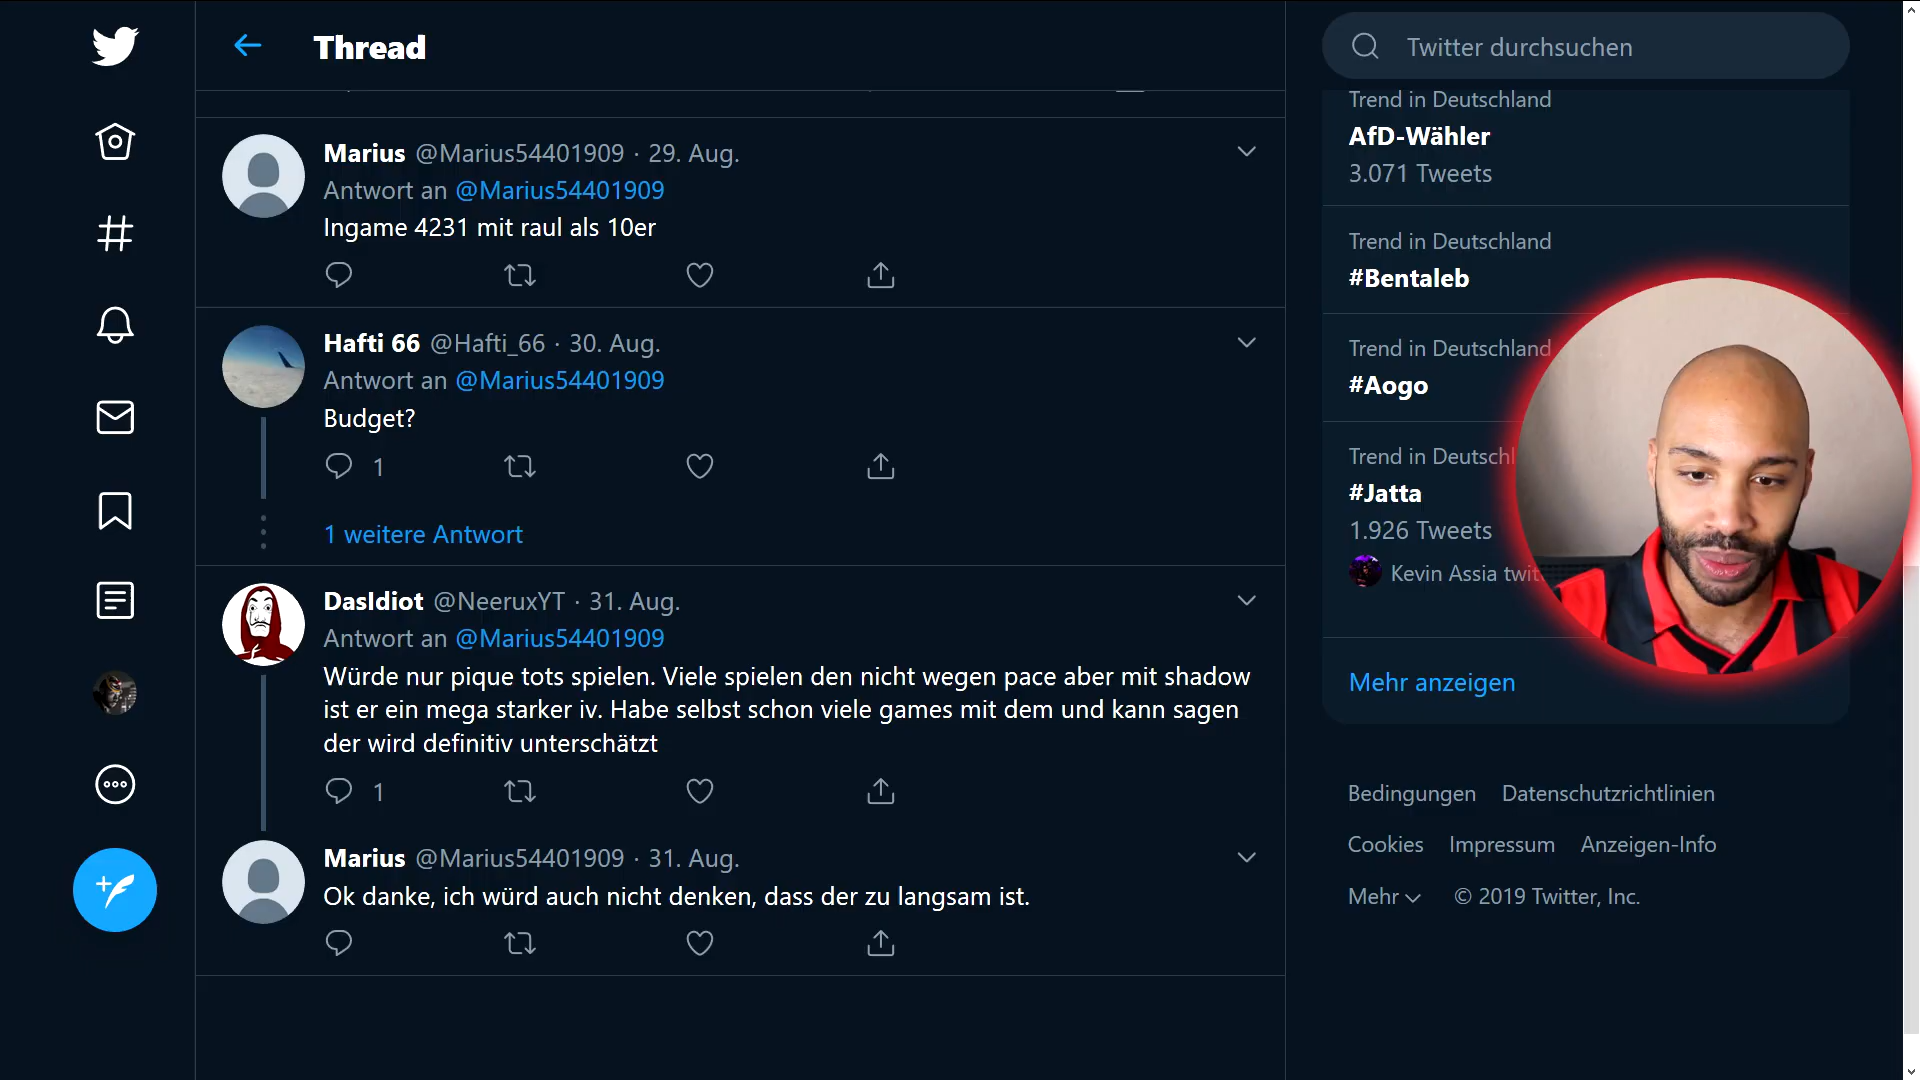 Thread
Twitter durchsuchen
Marius @Marius54401909 · 29. Aug.
Antwort an @Marius54401909
Ingame 4231 mit raul als 10er
Hafti 66 @Hafti_66 · 30. Aug.
Antwort an @Marius54401909
Budget?
1
1 weitere Antwort
DasIdiot @NeeruxYT · 31. Aug.
Antwort an @Marius54401909
Würde nur pique tots spielen. Viele spielen den nicht wegen pace aber mit shadow
ist er ein mega starker iv. Habe selbst schon viele games mit dem und kann sagen
der wird definitiv unterschätzt
1
Marius @Marius54401909 · 31. Aug.
Ok danke, ich würd auch nicht denken, dass der zu langsam ist.
Trend in Deutschland
AfD-Wähler
3.071 Tweets
Trend in Deutschland
#Bentaleb
Trend in Deutschland
#Aogo
Trend in Deutschl
#Jatta
1.926 Tweets
Kevin Assia twit
Mehr anzeigen
Bedingungen Datenschutzrichtlinien
Cookies Impressum Anzeigen-Info
Mehr © 2019 Twitter, Inc.